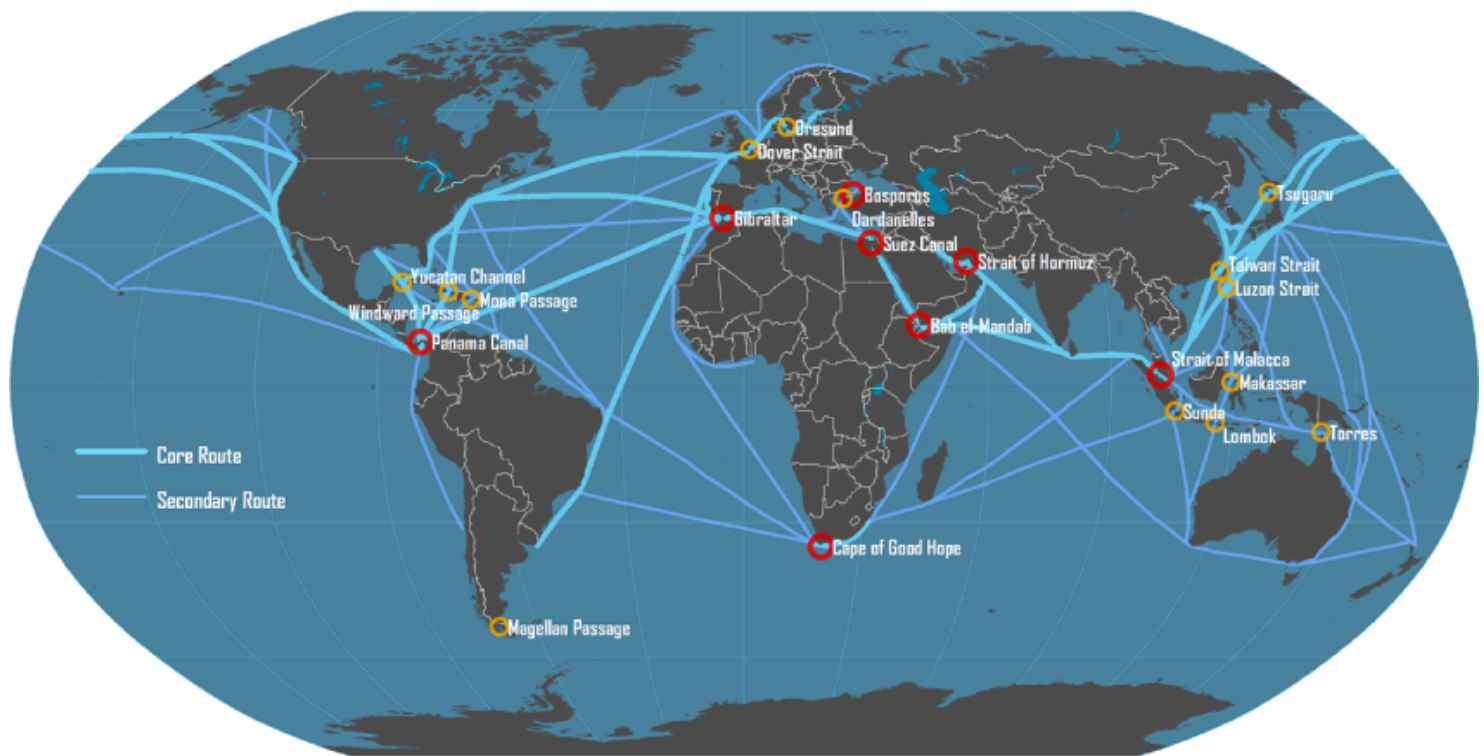 Oresund
Dover Strait
Bosporus
Tsugaru
Gibraltar
Dardanelles
Suez Canal
Strait of Hormuz
Taiwan Strait
Yucatan Channel
Luzon Strait
Mona Passage
Windward Passage
Bab el-Mandab
Panama Canal
Strait of Malacca
Makassar
Sunda
Lombok
Torres
Core Route
Secondary Route
Cape of Good Hope
Magellan Passage